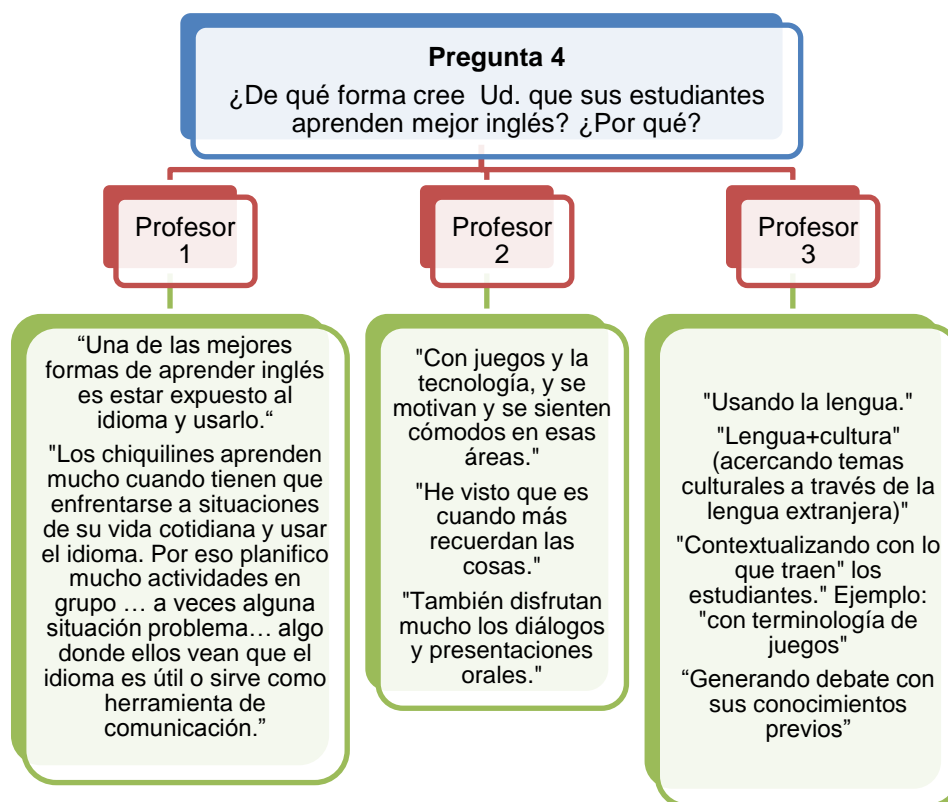 Pregunta 4
¿De qué forma cree Ud. que sus estudiantes
aprenden mejor inglés? ¿Por qué?
Profesor
1
Profesor
2
Profesor
3
“Una de las mejores
formas de aprender inglés
es estar expuesto al
idioma y usarlo.“
"Los chiquilines aprenden
mucho cuando tienen que
enfrentarse a situaciones
de su vida cotidiana y usar
el idioma. Por eso planifico
mucho actividades en
grupo … a veces alguna
situación problema… algo
donde ellos vean que el
idioma es útil o sirve como
herramienta de
comunicación.”
"Con juegos y la
tecnología, y se
motivan y se sienten
cómodos en esas
áreas."
"He visto que es
cuando más
recuerdan las
cosas."
"También disfrutan
mucho los diálogos
y presentaciones
orales."
"Usando la lengua."
"Lengua+cultura"
(acercando temas
culturales a través de la
lengua extranjera)"
"Contextualizando con lo
que traen" los
estudiantes." Ejemplo:
"con terminología de
juegos"
“Generando debate con
sus conocimientos
previos”